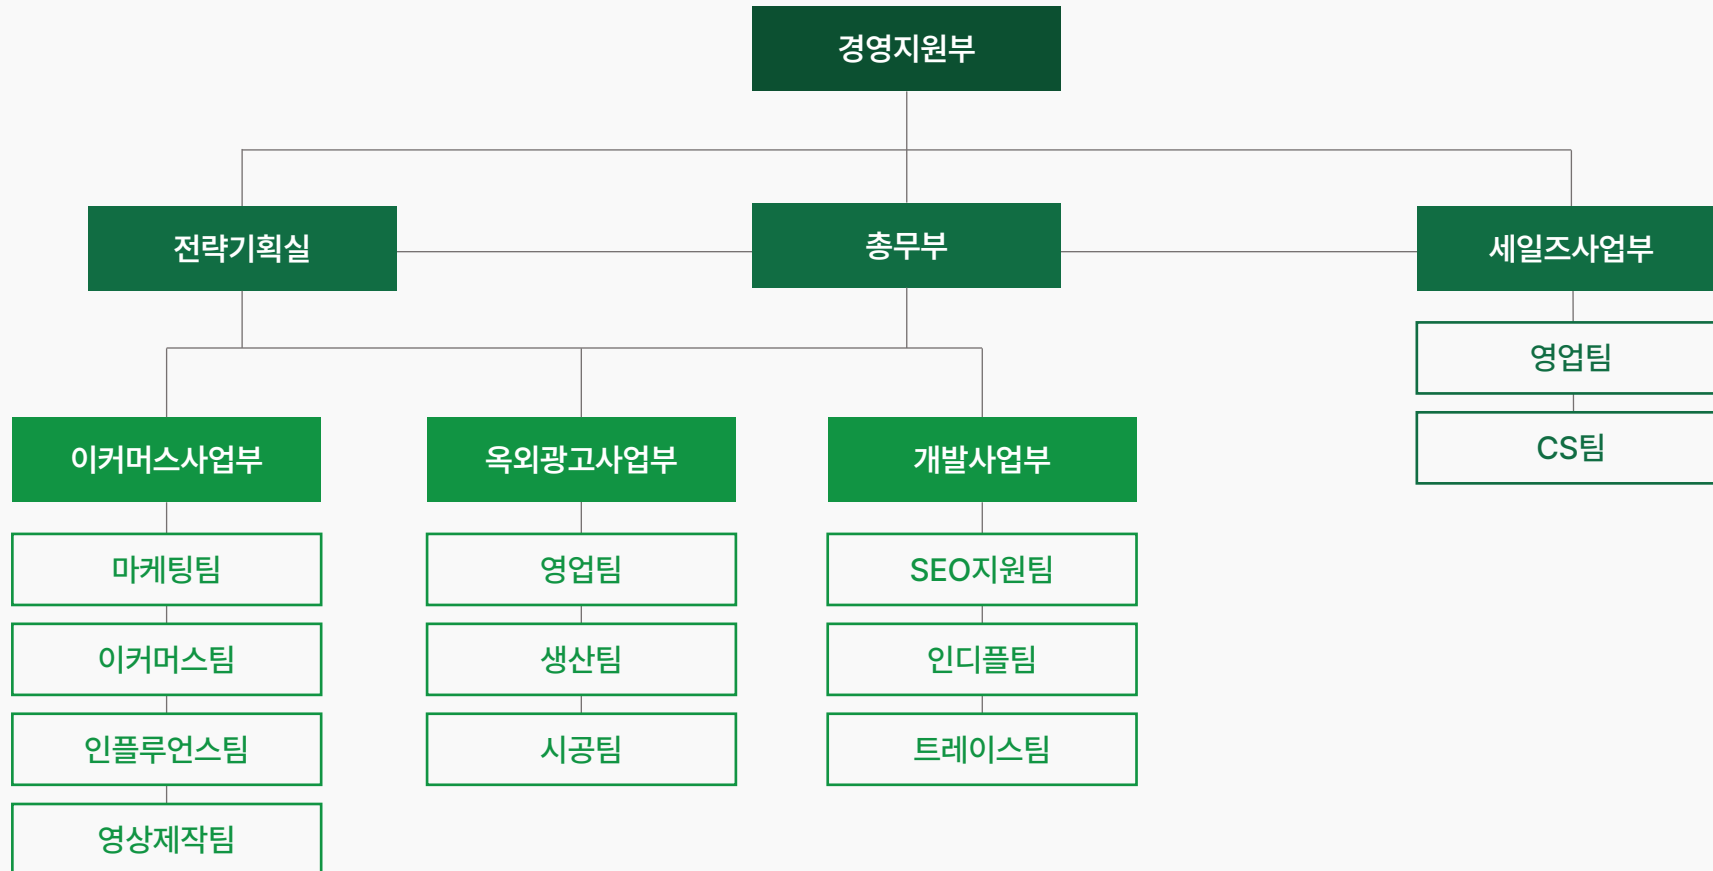 경영지원부
전략기획실
총무부
세일즈사업부
영업팀
CS팀
이커머스사업부
마케팅팀
이커머스팀
인플루언스팀
영상제작팀
옥외광고사업부
영업팀
생산팀
시공팀
개발사업부
SEO지원팀
인디플팀
트레이스팀